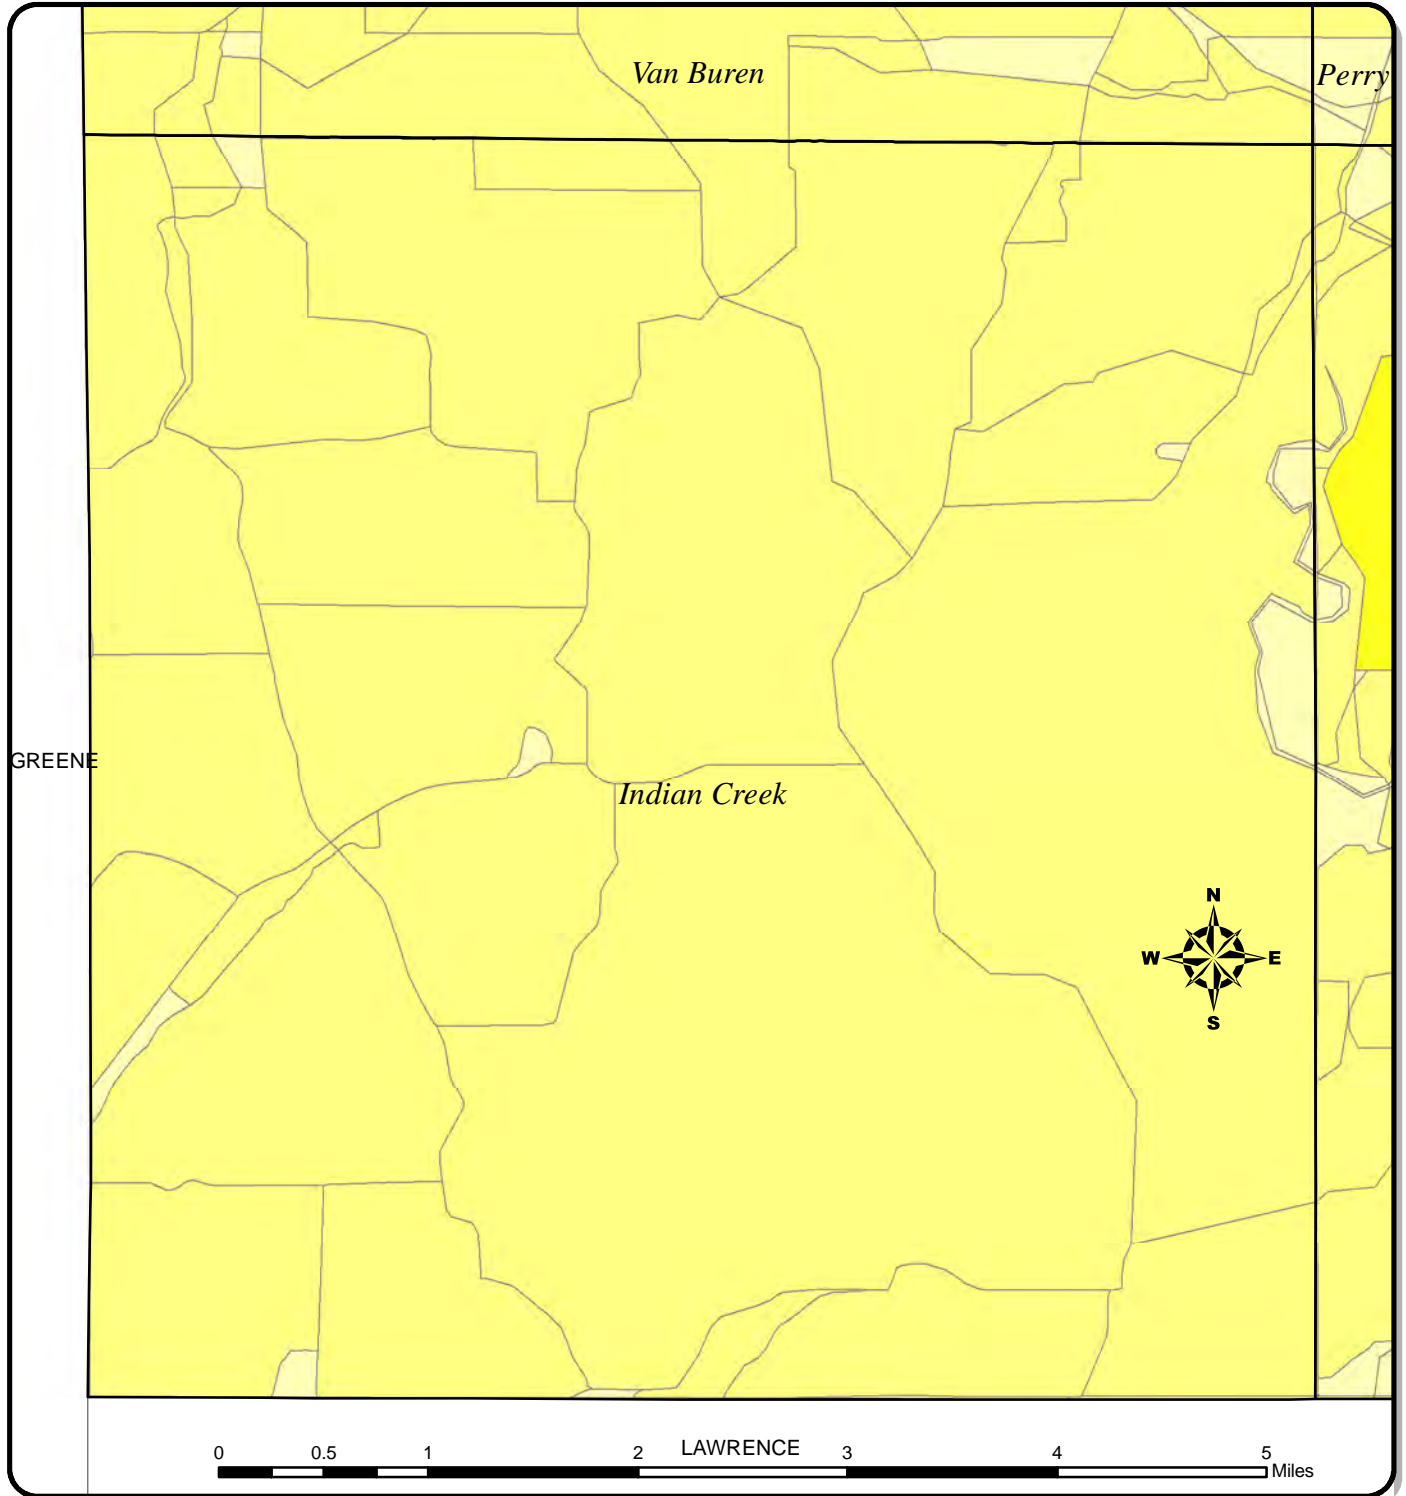 Van Buren
Perry
GREENE
Indian Creek
N
W
E
S
0 0.5 1 2 LAWRENCE 3 4 5
Miles